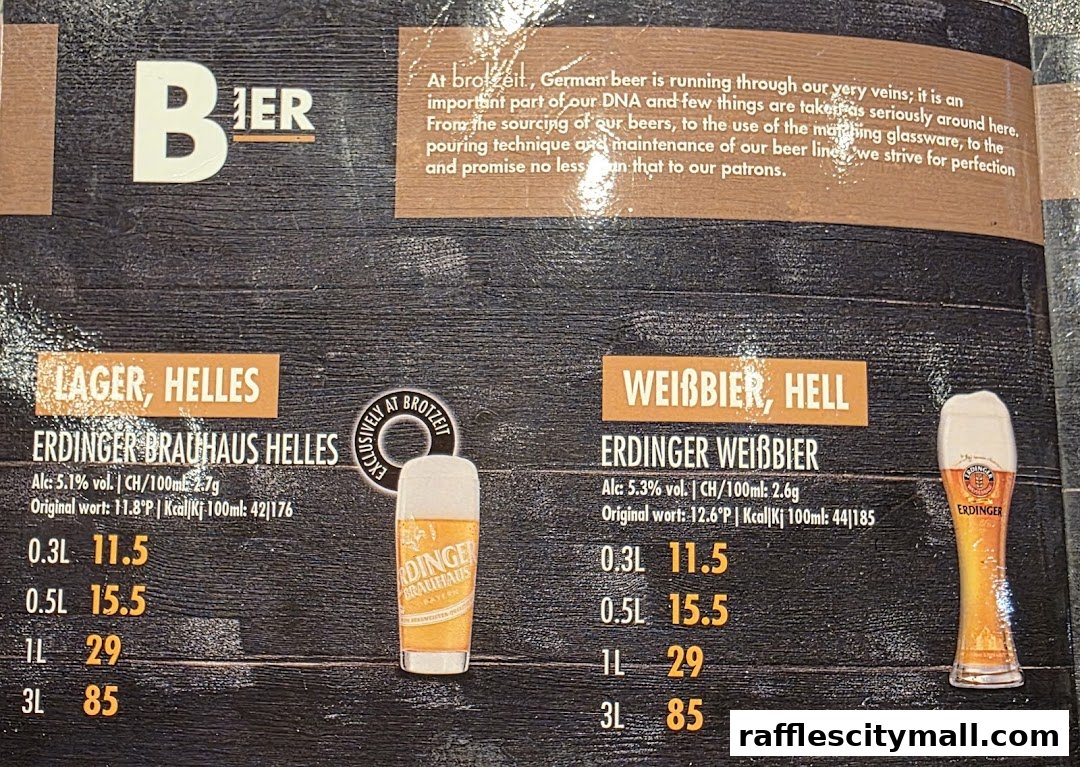 BIER
At brotzeit, German beer is running through our very veins; it is an
important part of our DNA and few things are taken as seriously around here.
From the sourcing of our beers, to the use of the matching glassware, to the
pouring technique and maintenance of our beer lines, we strive for perfection
and promise no less than that to our patrons.
LAGER, HELLES
ERDINGER BRAUHAUS HELLES
Alc: 5.1% vol. | CH/100ml: 2.7g
Original wort: 11.8°P | Kcal|Kj 100ml: 42|176
0.3L 11.5
0.5L 15.5
1L 29
3L 85
EXCLUSIVELY AT BROTZEIT
ERDINGER
BRAUHAUS
BAYERN
WEIßBIER, HELL
ERDINGER WEIßBIER
Alc: 5.3% vol. | CH/100ml: 2.6g
Original wort: 12.6°P | Kcal|Kj 100ml: 44|185
0.3L 11.5
0.5L 15.5
1L 29
3L 85
ERDINGER
ERDINGER
rafflescitymall.com